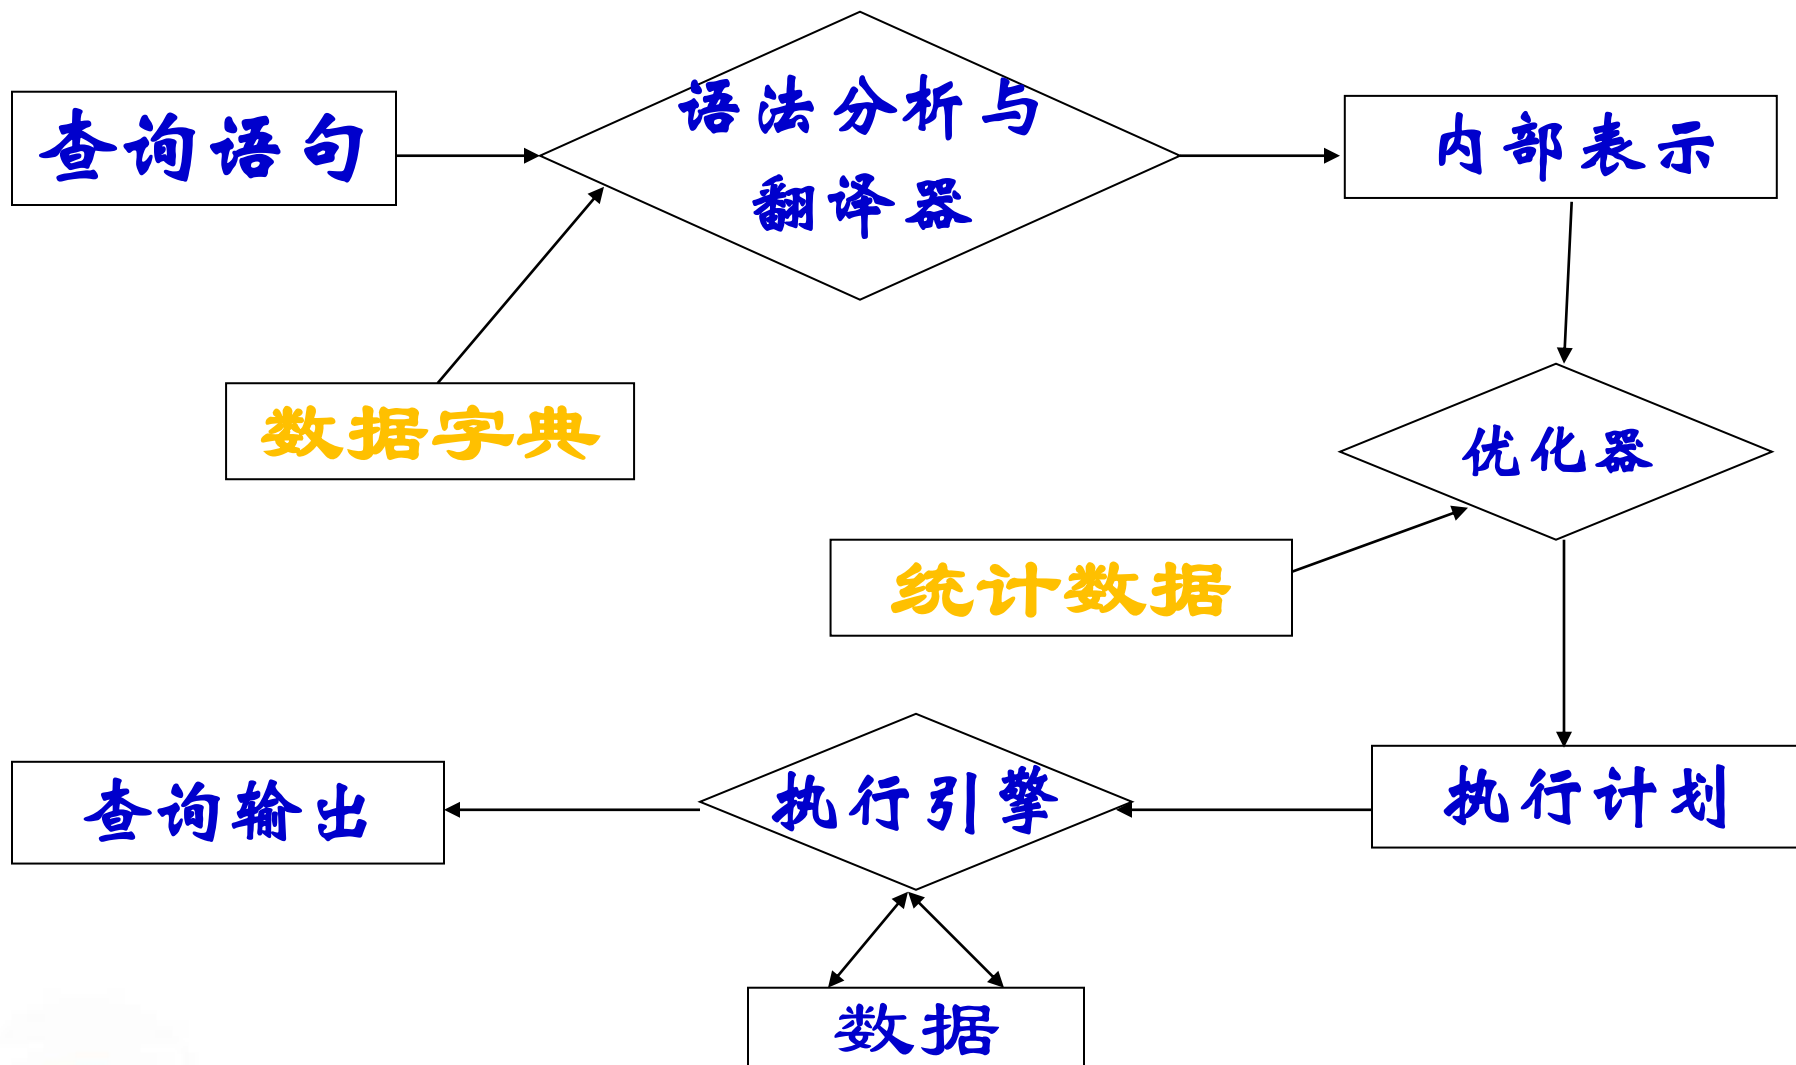 查询语句
语法分析与
翻译器
内部表示
数据字典
优化器
统计数据
查询输出
执行引擎
执行计划
数据